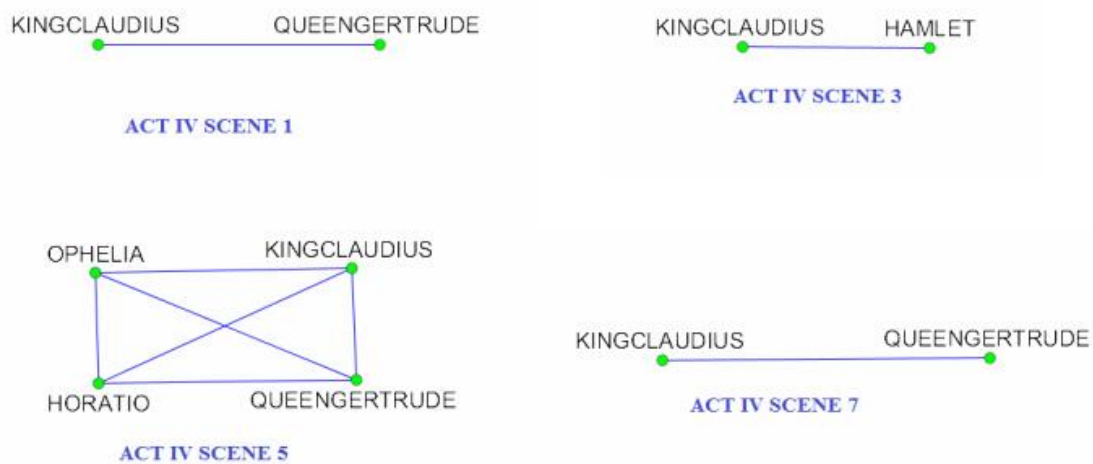 KINGCLAUDIUS QUEENGERTRUDE
ACT IV SCENE 1
KINGCLAUDIUS HAMLET
ACT IV SCENE 3
OPHELIA KINGCLAUDIUS
HORATIO QUEENGERTRUDE
ACT IV SCENE 5
KINGCLAUDIUS QUEENGERTRUDE
ACT IV SCENE 7